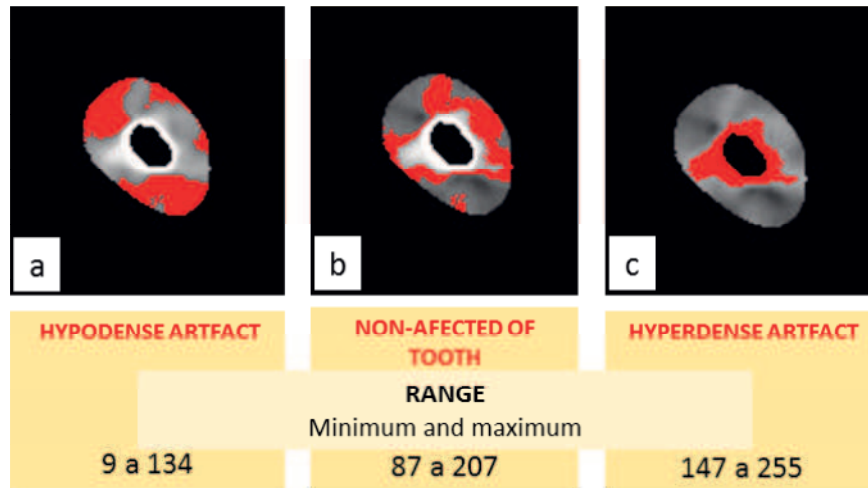 a
b
c
HYPODENSE ARTFACT
NON-AFECTED OF
TOOTH
HYPERDENSE ARTFACT
RANGE
Minimum and maximum
9 a 134
87 a 207
147 a 255